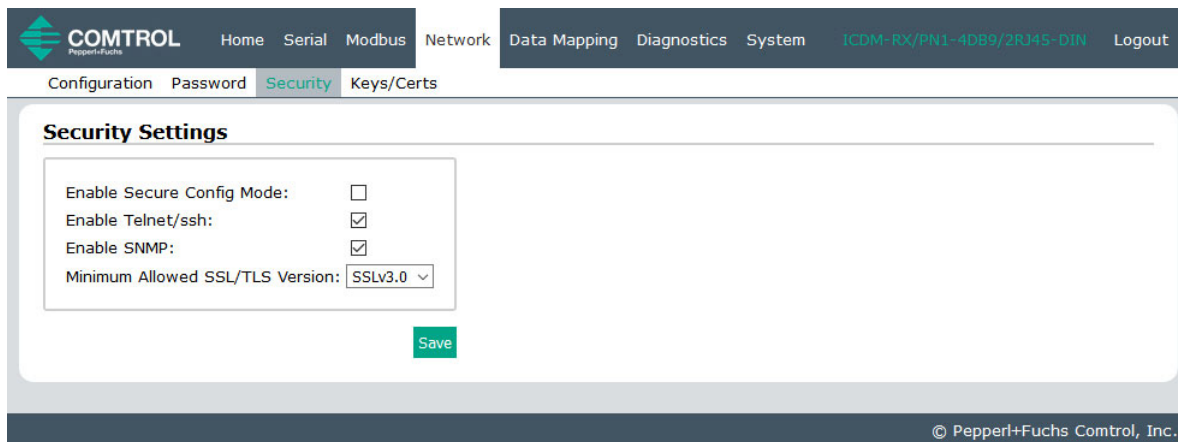 COMTROL
Pepperl+Fuchs
Home Serial Modbus Network Data Mapping Diagnostics System ICDM-RX/PN1-4DB9/2RJ45-DIN Logout
Configuration Password Security Keys/Certs
Security Settings
Enable Secure Config Mode:
Enable Telnet/ssh:
Enable SNMP:
Minimum Allowed SSL/TLS Version: SSLv3.0
Save
© Pepperl+Fuchs Comtrol, Inc.